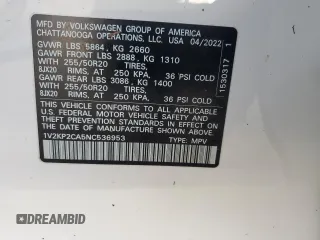 MFD BY VOLKSWAGEN GROUP OF AMERICA
CHATTANOOGA OPERATIONS, LLC. USA 04/2022
GVWR LBS 5864, KG 2660
GAWR FRONT LBS 2888, KG 1310
WITH 255/50R20 TIRES,
8JX20 RIMS, AT 250 KPA, 36 PSI COLD
GAWR REAR LBS 3086, KG 1400
WITH 255/50R20 TIRES,
8JX20 RIMS, AT 250 KPA, 36 PSI COLD
THIS VEHICLE CONFORMS TO ALL APPLICABLE
U.S. FEDERAL MOTOR VEHICLE SAFETY AND
THEFT PREVENTION STANDARDS IN EFFECT ON THE
DATE OF MANUFACTURE SHOWN ABOVE.
1V2KP2CA5NC536953 TYPE: MPV
1530317 1
© DREAMBID.COM